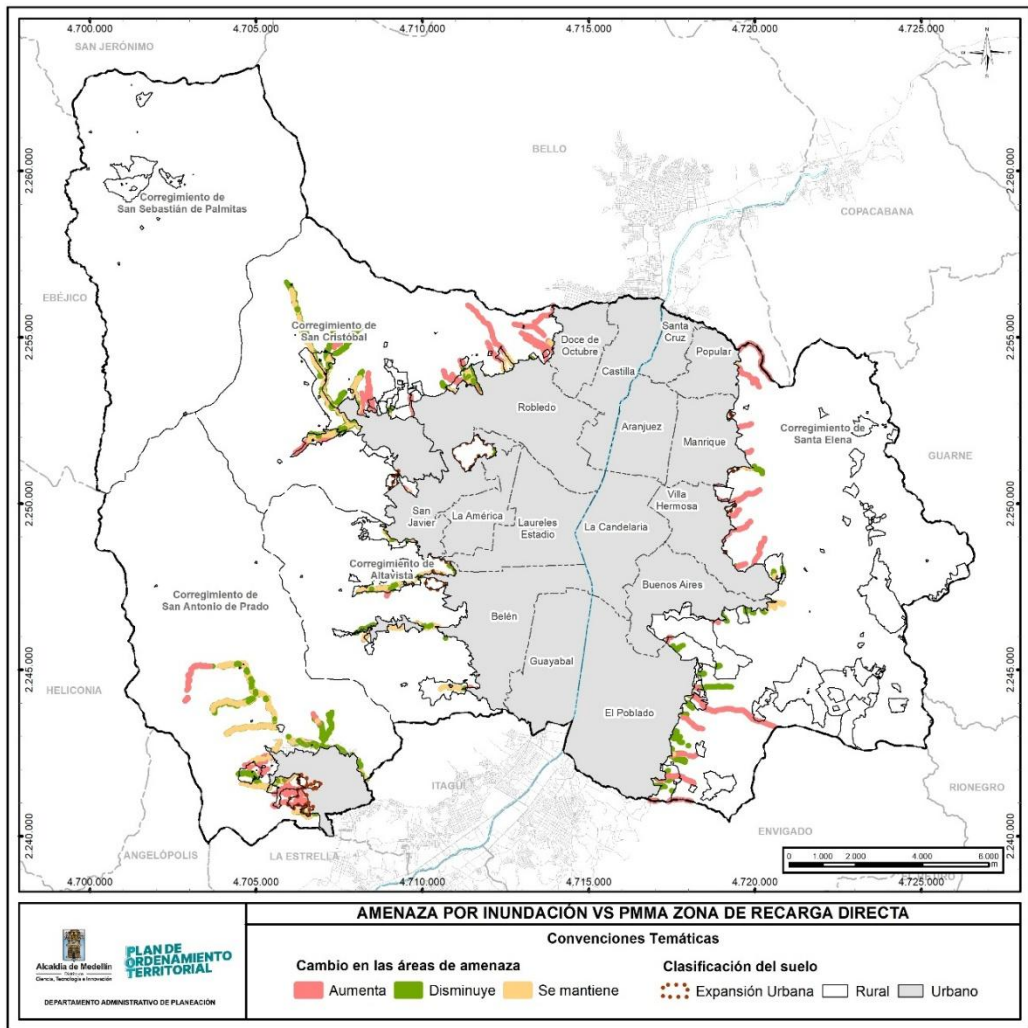 4.700.000 4.705.000 4.710.000 4.715.000 4.720.000 4.725.000
SAN JERÓNIMO
BELLO
2.260.000 2.260.000
Corregimiento de
San Sebastián de Palmitas
COPACABANA
EBÉJICO
Corregimiento de
San Cristóbal
2.255.000 2.255.000
Doce de
Octubre
Santa
Cruz
Popular
Castilla
Robledo
Aranjuez
Manrique
Corregimiento de
Santa Elena
GUARNE
2.250.000 2.250.000
San
Javier
La América
Laureles
Estadio
La Candelaria
Villa
Hermosa
Corregimiento de
Altavista
Buenos Aires
Corregimiento de
San Antonio de Prado
Belén
Guayabal
2.245.000 2.245.000
HELICONIA
El Poblado
ITAGÜÍ
RIONEGRO
2.240.000 2.240.000
ENVIGADO
ANGELÓPOLIS
LA ESTRELLA
0 1.000 2.000 4.000 6.000
m
4.700.000 4.705.000 4.710.000 4.715.000 4.720.000 4.725.000
AMENAZA POR INUNDACIÓN VS PMMA ZONA DE RECARGA DIRECTA
Convenciones Temáticas
Cambio en las áreas de amenaza
Aumenta Disminuye Se mantiene
Clasificación del suelo
Expansión Urbana Rural Urbano
Alcaldía de Medellín
Distrito de
Ciencia, Tecnología e Innovación
PLAN DE
ORDENAMIENTO
TERRITORIAL
DEPARTAMENTO ADMINISTRATIVO DE PLANEACIÓN